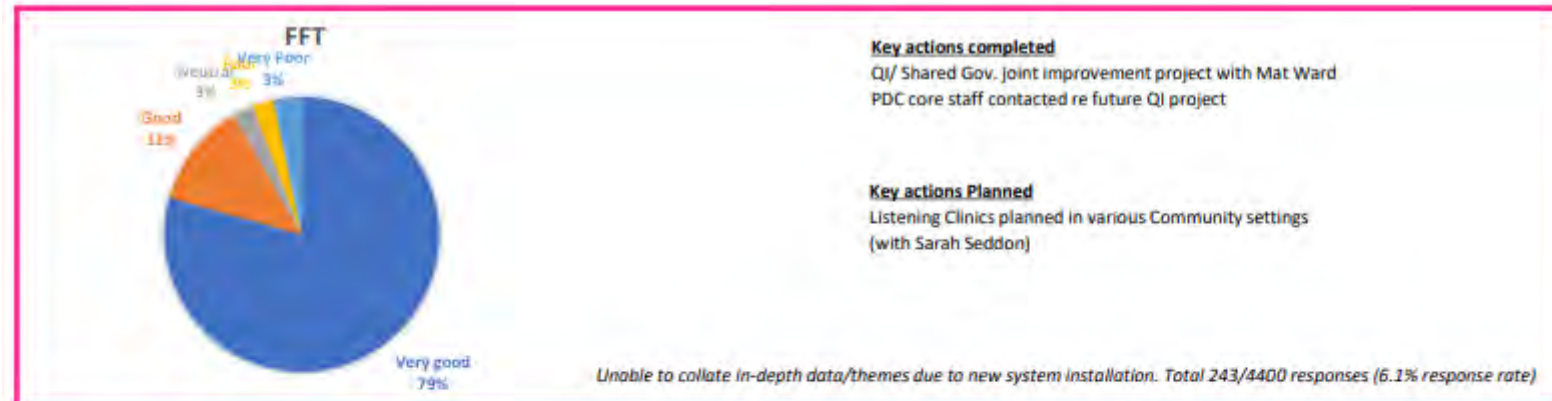 FFT
Very Poor
3%
Neutral
Good
Very good
79%
Key actions completed
QI/ Shared Gov. joint improvement project with Mat Ward
PDC core staff contacted re future QI project
Key actions Planned
Listening Clinics planned in various Community settings
(with Sarah Seddon)
Unable to collate in-depth data/themes due to new system installation. Total 243/4400 responses (6.1% response rate)